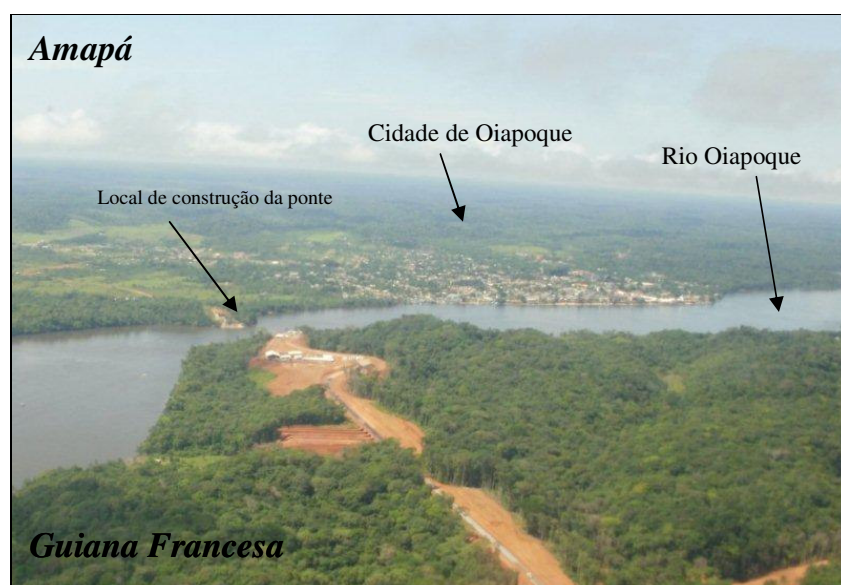 Amapá
Cidade de Oiapoque
Rio Oiapoque
Local de construção da ponte
Guiana Francesa